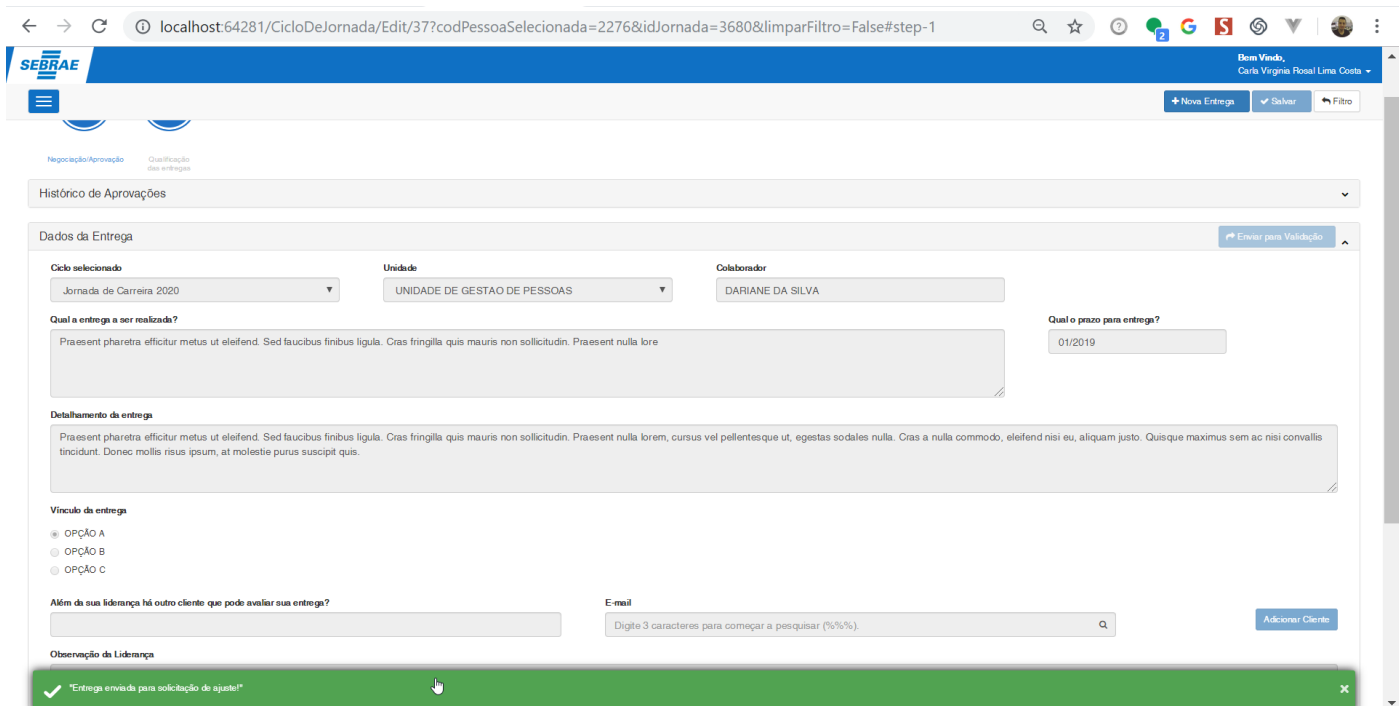 localhost:64281/CicloDeJornada/Edit/37?codPessoaSelecionada=2276&idJornada=3680&limparFiltro=False#step-1
2
SEBRAE
Bem Vindo,
Carla Virginia Rosal Lima Costa
Nova Entrega
Salvar
Filtro
Negociação/Aprovação
Qualificação
das entregas
Histórico de Aprovações
Dados da Entrega
Enviar para Validação
Ciclo selecionado
Unidade
Colaborador
Jornada de Carreira 2020
UNIDADE DE GESTAO DE PESSOAS
DARIANE DA SILVA
Qual a entrega a ser realizada?
Qual o prazo para entrega?
Praesent pharetra efficitur metus ut eleifend. Sed faucibus finibus ligula. Cras fringilla quis mauris non sollicitudin. Praesent nulla lore
01/2019
Detalhamento da entrega
Praesent pharetra efficitur metus ut eleifend. Sed faucibus finibus ligula. Cras fringilla quis mauris non sollicitudin. Praesent nulla lorem, cursus vel pellentesque ut, egestas sodales nulla. Cras a nulla commodo, eleifend nisi eu, aliquam justo. Quisque maximus sem ac nisi convallis
tincidunt. Donec mollis risus ipsum, at molestie purus suscipit quis.
Vínculo da entrega
OPÇÃO A
OPÇÃO B
OPÇÃO C
Além da sua liderança há outro cliente que pode avaliar sua entrega?
E-mail
Digite 3 caracteres para começar a pesquisar (%%%).
Adicionar Cliente
Observação da Liderança
"Entrega enviada para solicitação de ajuste!"